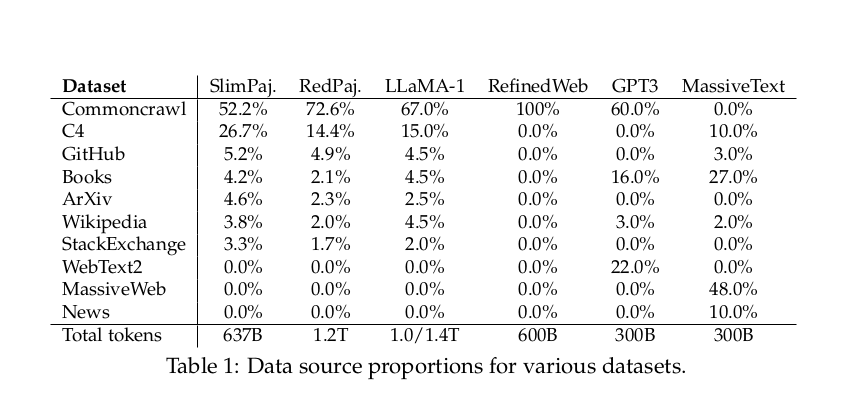 Dataset SlimPaj. RedPaj. LLaMA-1 RefinedWeb GPT3 MassiveText
Commoncrawl 52.2% 72.6% 67.0% 100% 60.0% 0.0%
C4 26.7% 14.4% 15.0% 0.0% 0.0% 10.0%
GitHub 5.2% 4.9% 4.5% 0.0% 0.0% 3.0%
Books 4.2% 2.1% 4.5% 0.0% 16.0% 27.0%
ArXiv 4.6% 2.3% 2.5% 0.0% 0.0% 0.0%
Wikipedia 3.8% 2.0% 4.5% 0.0% 3.0% 2.0%
StackExchange 3.3% 1.7% 2.0% 0.0% 0.0% 0.0%
WebText2 0.0% 0.0% 0.0% 0.0% 22.0% 0.0%
MassiveWeb 0.0% 0.0% 0.0% 0.0% 0.0% 48.0%
News 0.0% 0.0% 0.0% 0.0% 0.0% 10.0%
Total tokens 637B 1.2T 1.0/1.4T 600B 300B 300B
Table 1: Data source proportions for various datasets.